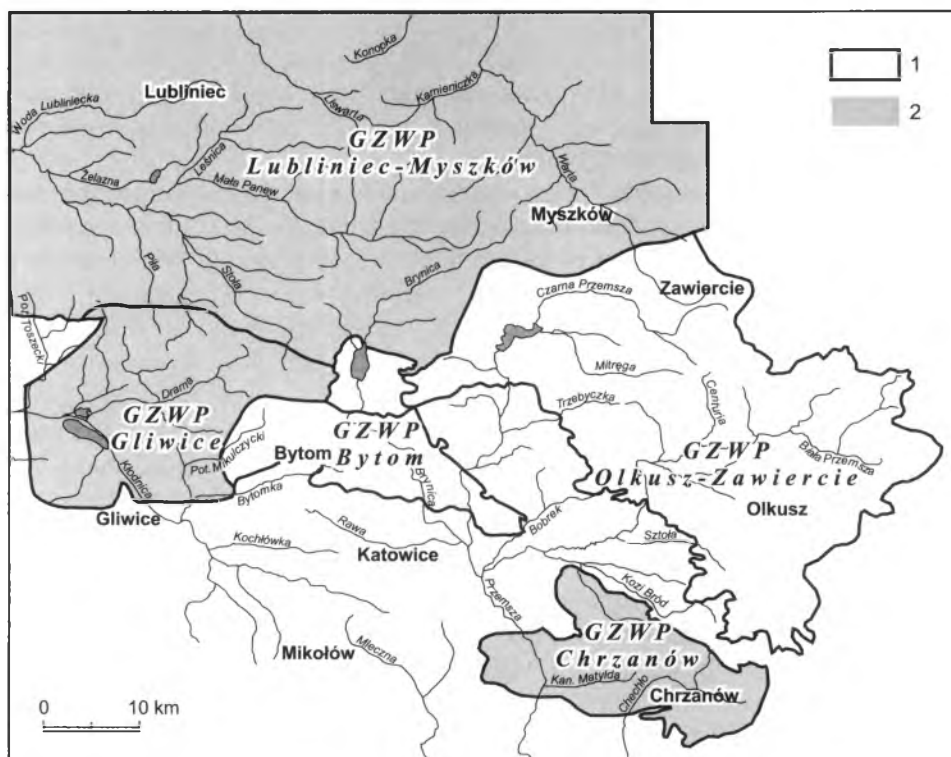 Konopka
1
Lubliniec
Kamieniczka
2
Woda Lubliniecka
Liswarta
GZWP
Lubliniec-Myszków
Leśnica
Żelazna
Mała Panew
Warta
Myszków
Piła
Stoła
Brynica
Zawiercie
Czarna Przemsza
Pot. Toszecki
Mitręga
Drama
Centuria
Trzebyczka
GZWP
Gliwice
GZWP
Bytom
Pot. Mikulczycki
Bytom
GZWP
Olkusz-Zawiercie
Biała Przemsza
Kłodnica
Bytomka
Brynica
Olkusz
Gliwice
Rawa
Bobrek
Sztoła
Kochłówka
Katowice
Kozi Bród
Przemsza
GZWP
Chrzanów
Mikołów
Mleczna
Kan. Matylda
Chechło
Chrzanów
0 10 km